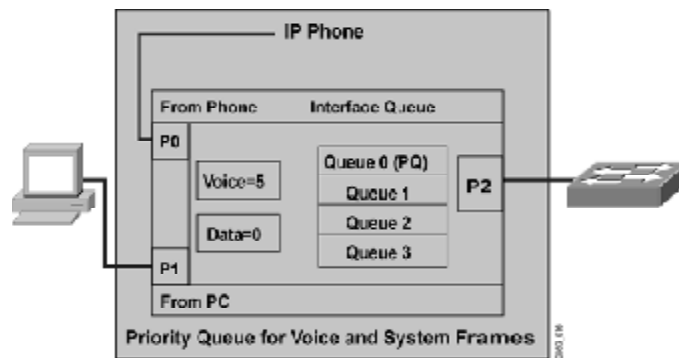 IP Phone
From Phone
Interface Queue
P0
Queue 0 (PQ)
Voice=5
Queue 1
P2
Data=0
Queue 2
Queue 3
P1
From PC
Priority Queue for Voice and System Frames